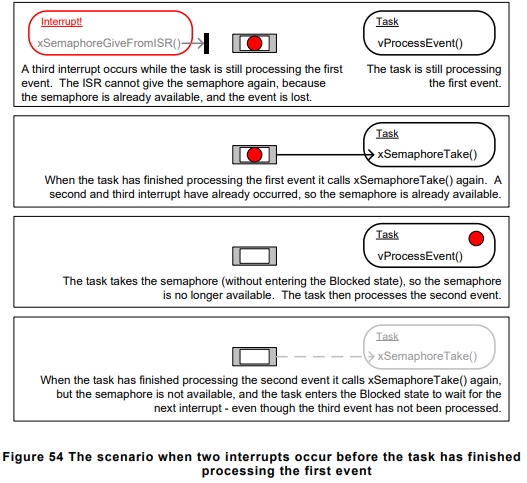 Interrupt!
xSemaphoreGiveFromISR()
Task
vProcessEvent()
A third interrupt occurs while the task is still processing the first
event. The ISR cannot give the semaphore again, because
the semaphore is already available, and the event is lost.
The task is still processing
the first event.
Task
xSemaphoreTake()
When the task has finished processing the first event it calls xSemaphoreTake() again. A
second and third interrupt have already occurred, so the semaphore is already available.
Task
vProcessEvent()
The task takes the semaphore (without entering the Blocked state), so the semaphore
is no longer available. The task then processes the second event.
Task
xSemaphoreTake()
When the task has finished processing the second event it calls xSemaphoreTake() again,
but the semaphore is not available, and the task enters the Blocked state to wait for the
next interrupt - even though the third event has not been processed.
Figure 54 The scenario when two interrupts occur before the task has finished
processing the first event